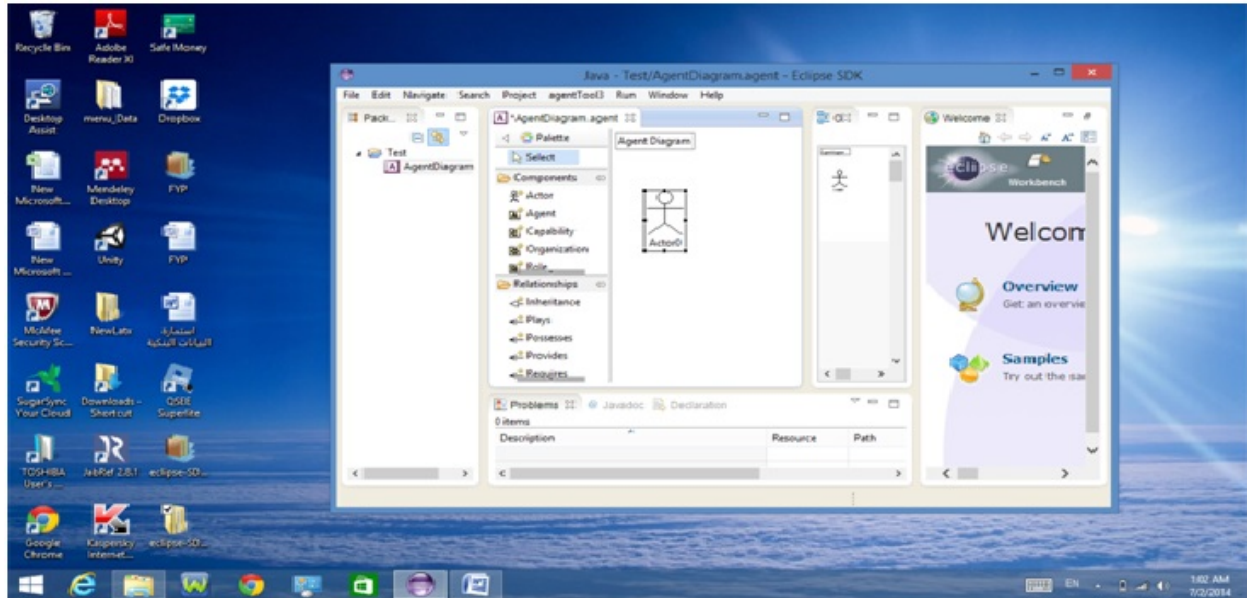 Recycle Bin
Adobe
Reader XI
Safe Money
Desktop
Assist
menu_Data
Dropbox
New
Microsoft...
Mendeley
Desktop
FYP
New
Microsoft ...
Unity
FYP
McAfee
Security Sc...
NewLabs
استمارة
البيانات البنكية
SugarSync
Your Cloud
Downloads -
Shortcut
QSEE
Superlite
TOSHIBA
User's ...
JabRef 2.8.1
eclipse-SD...
Google
Chrome
Kaspersky
Internet...
eclipse-SD...
Java - Test/AgentDiagram.agent - Eclipse SDK
File Edit Navigate Search Project agentTool3 Run Window Help
Pack...
Test
AgentDiagram
*AgentDiagram.agent
Palette
Select
Components
Actor
Agent
Capability
Organization
Role
Relationships
Inheritance
Plays
Possesses
Provides
Requires
Agent Diagram
Actor0
Welcome
eclipse
Workbench
Welcom
Overview
Get an overvie
Samples
Try out the sa
Problems Javadoc Declaration
0 items
Description Resource Path
EN
1:02 AM
7/2/2014